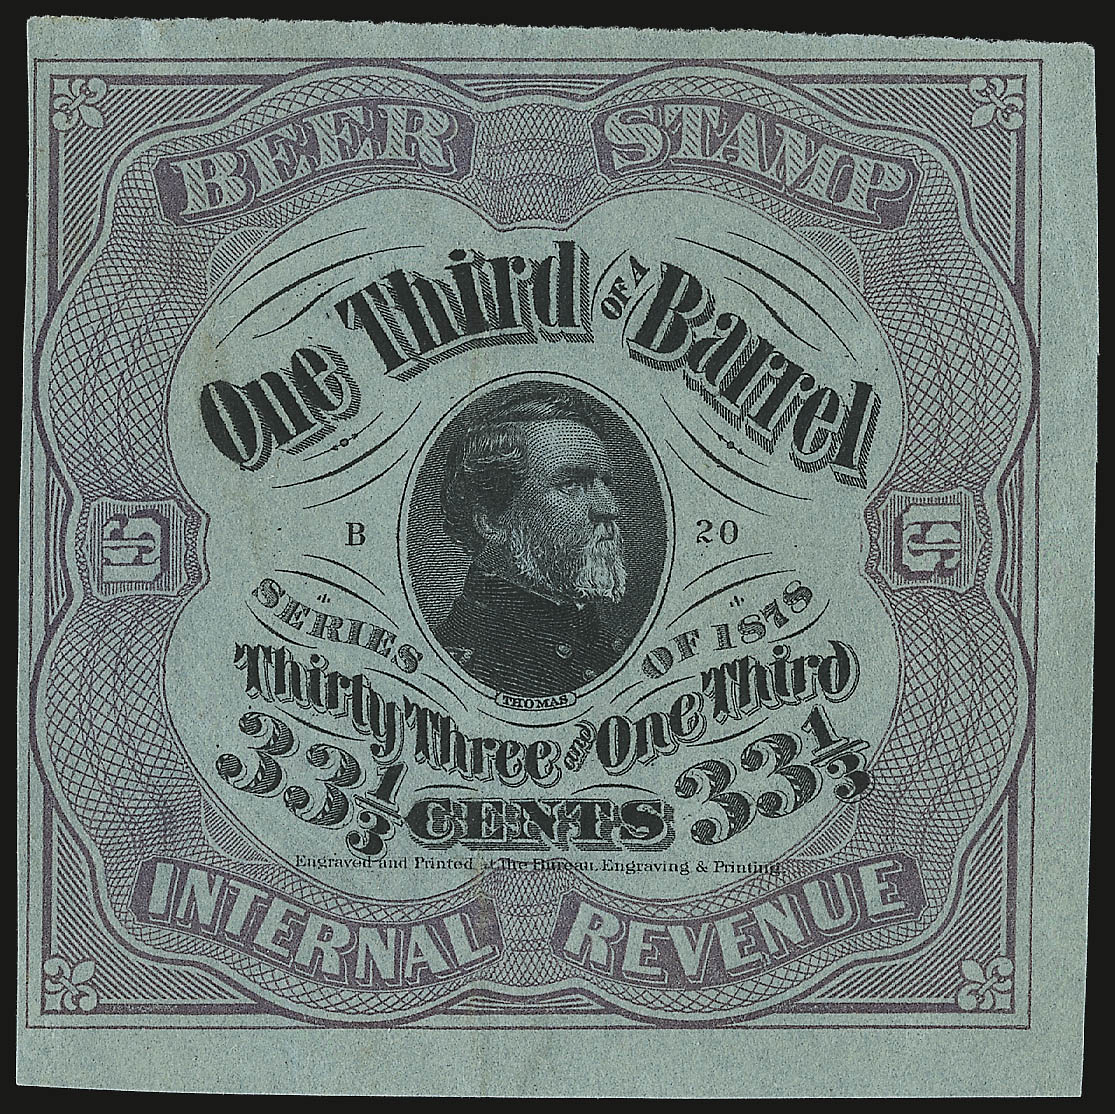 BEER STAMP
One Third OF A Barrel
B 20
SERIES OF 1878
THOMAS
Thirty Three and One Third
33 1/3 CENTS 33 1/3
Engraved and Printed at the Bureau, Engraving & Printing.
INTERNAL REVENUE